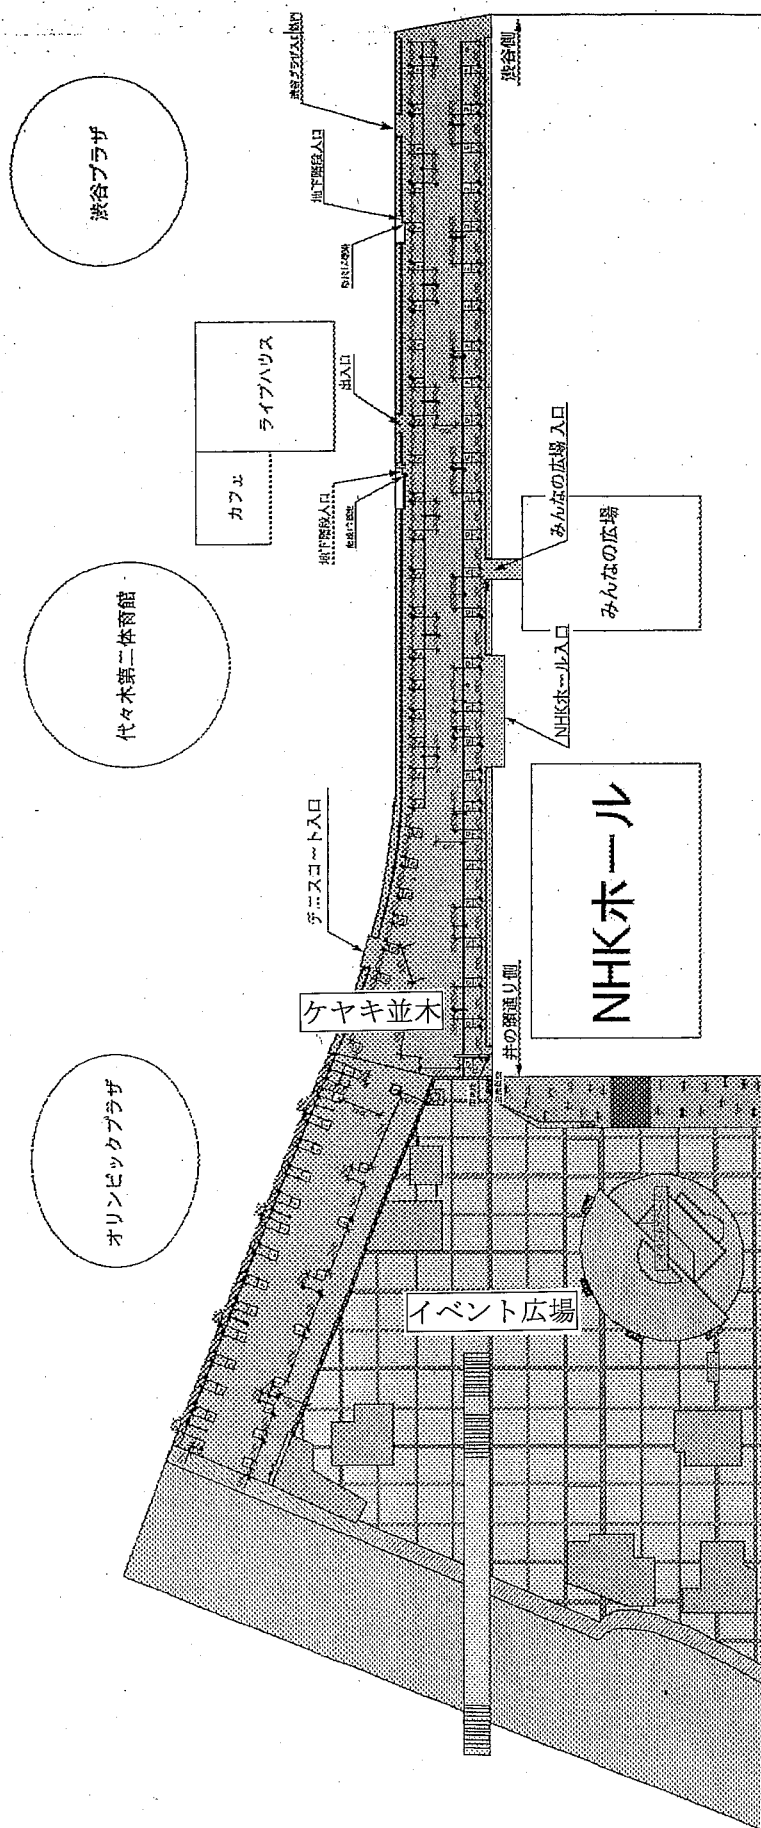 渋谷プラザ
渋谷側
地下階段入口
ライブハウス
カフェ
出入口
地下階段入口
みんなの広場 入口
みんなの広場
代々木第二体育館
NHKホール入口
テニスコート入口
NHKホール
ケヤキ並木
井の頭通り側
オリンピックプラザ
イベント広場